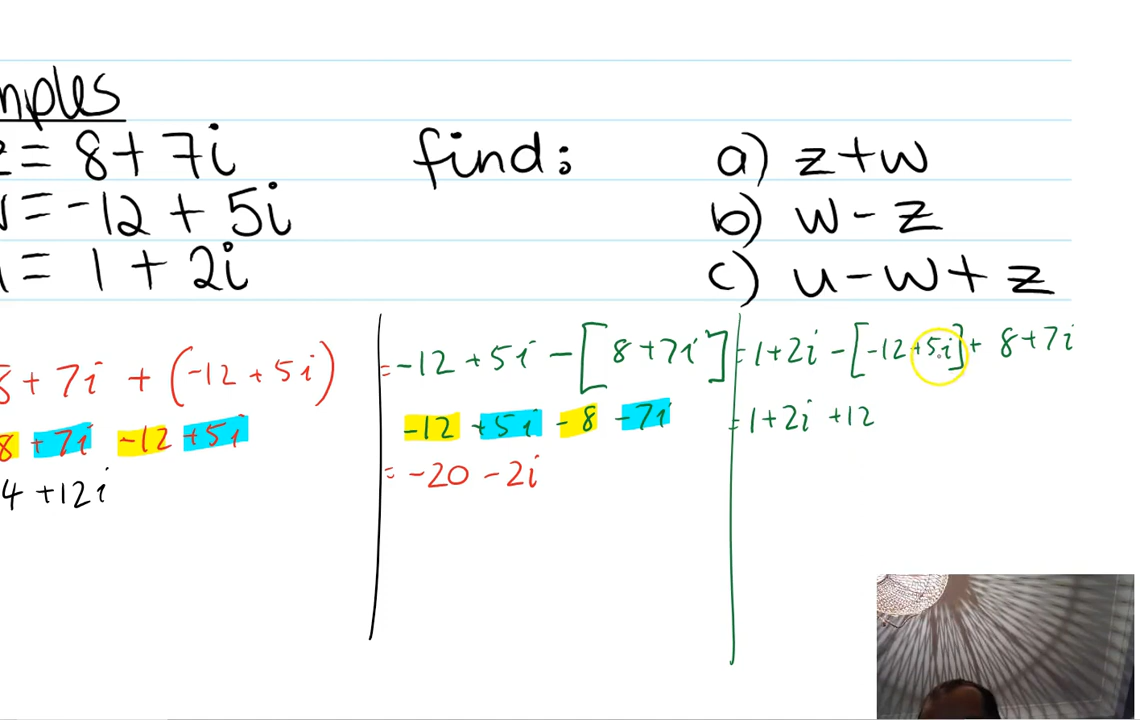 mples
z = 8 + 7i
find:
a) z + w
= -12 + 5i
b) w - z
= 1 + 2i
c) u - w + z
8 + 7i + (-12 + 5i)
8 + 7i -12 + 5i
4 + 12i
= -12 + 5i - [8 + 7i]
-12 + 5i - 8 - 7i
= -20 - 2i
= 1 + 2i - [-12 + 5i] + 8 + 7i
= 1 + 2i + 12